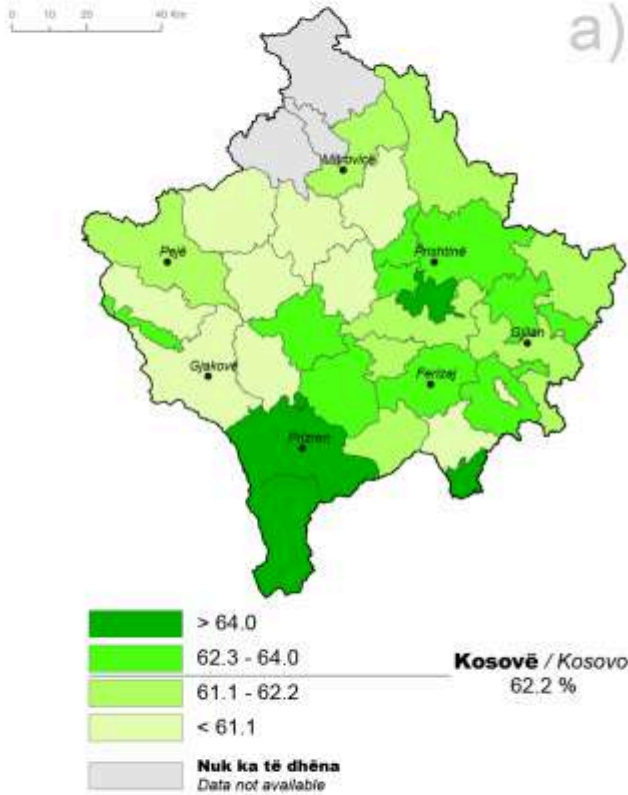 0 10 20 40 Km
a)
Mitrovicë
Pejë
Prishtinë
Gjilan
Gjakovë
Ferizaj
Prizren
> 64.0
62.3 - 64.0
Kosovë / Kosovo
62.2 %
61.1 - 62.2
< 61.1
Nuk ka të dhëna
Data not available